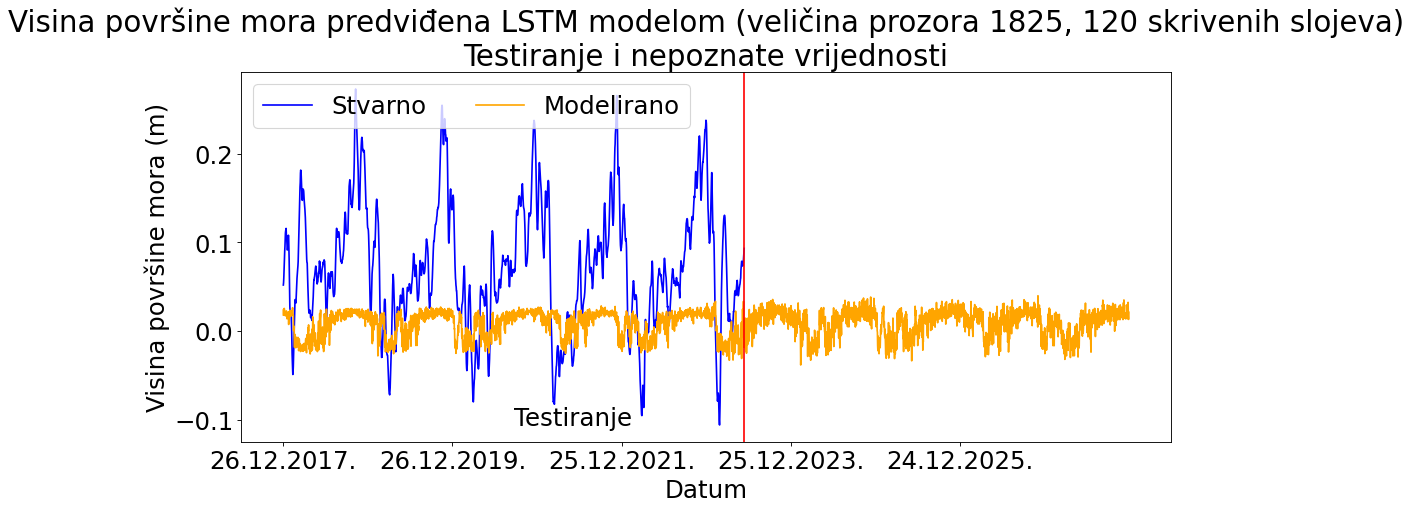 Visina površine mora predviđena LSTM modelom (veličina prozora 1825, 120 skrivenih slojeva)
Testiranje i nepoznate vrijednosti
Stvarno Modelirano
Visina površine mora (m)
0.2
0.1
0.0
−0.1
Testiranje
26.12.2017. 26.12.2019. 25.12.2021. 25.12.2023. 24.12.2025.
Datum